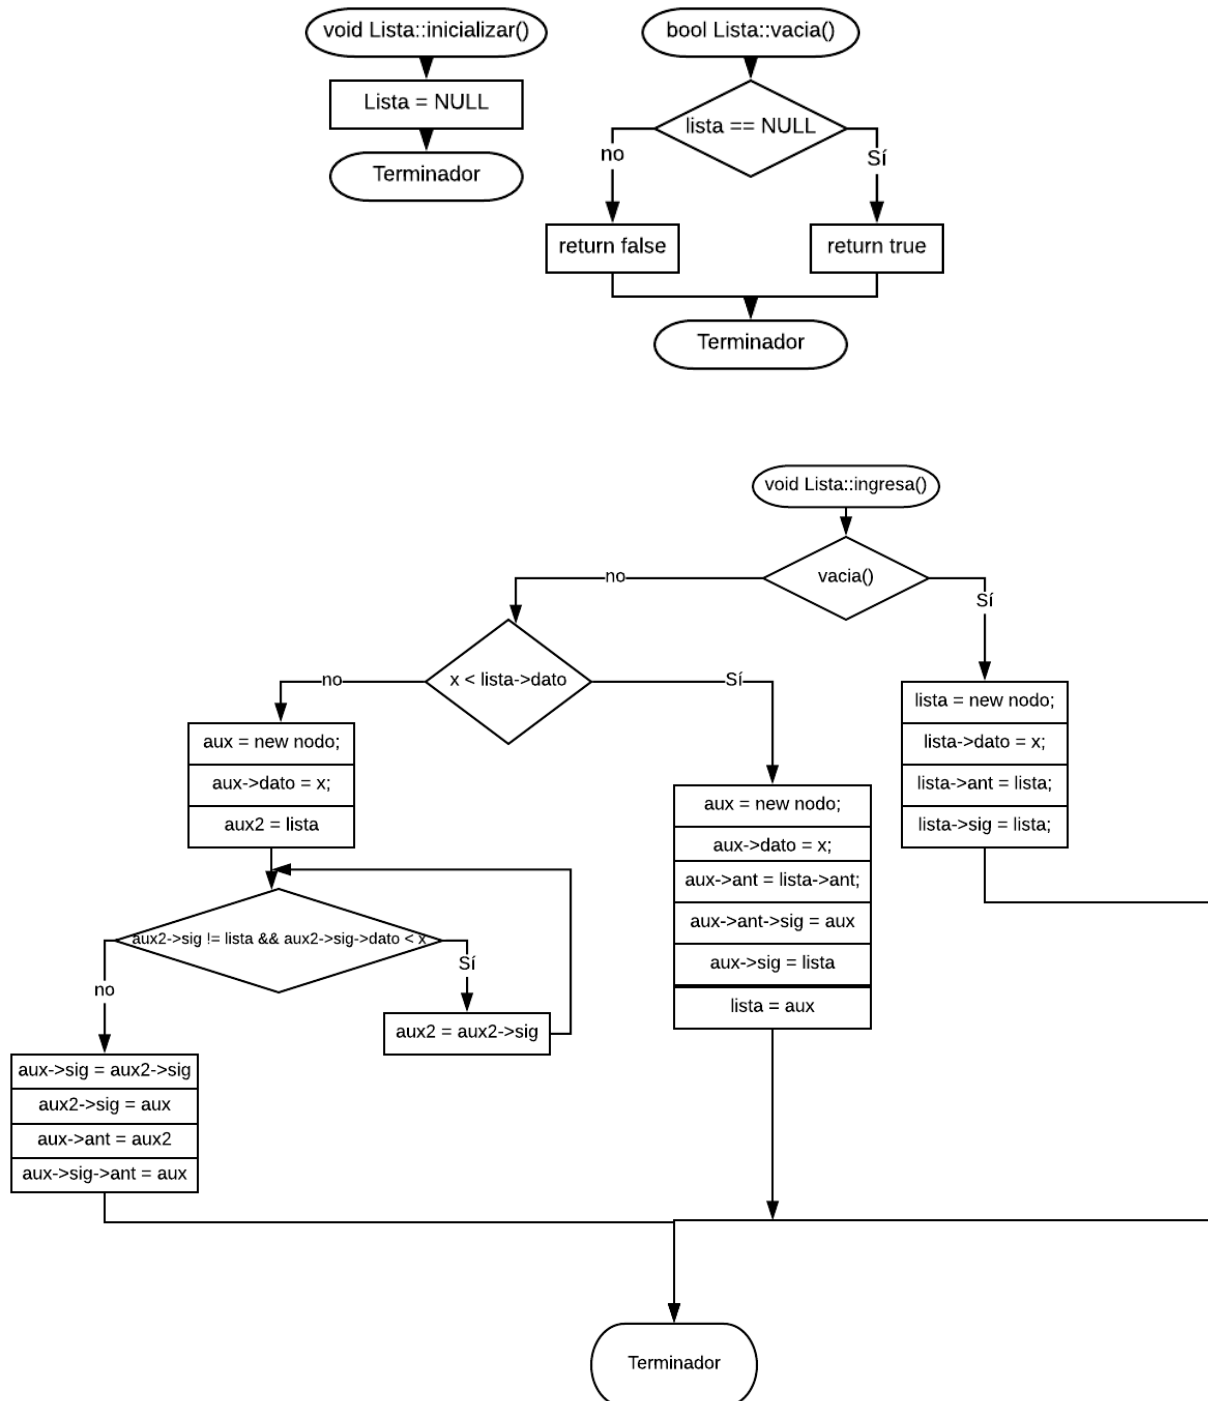 void Lista::inicializar()
Lista = NULL
Terminador
bool Lista::vacia()
lista == NULL
no
Sí
return false
return true
Terminador
void Lista::ingresa()
vacia()
no
Sí
x < lista->dato
no
Sí
lista = new nodo;
lista->dato = x;
lista->ant = lista;
lista->sig = lista;
aux = new nodo;
aux->dato = x;
aux2 = lista
aux = new nodo;
aux->dato = x;
aux->ant = lista->ant;
aux->ant->sig = aux
aux->sig = lista
lista = aux
aux2->sig != lista && aux2->sig->dato < x
no
Sí
aux2 = aux2->sig
aux->sig = aux2->sig
aux2->sig = aux
aux->ant = aux2
aux->sig->ant = aux
Terminador